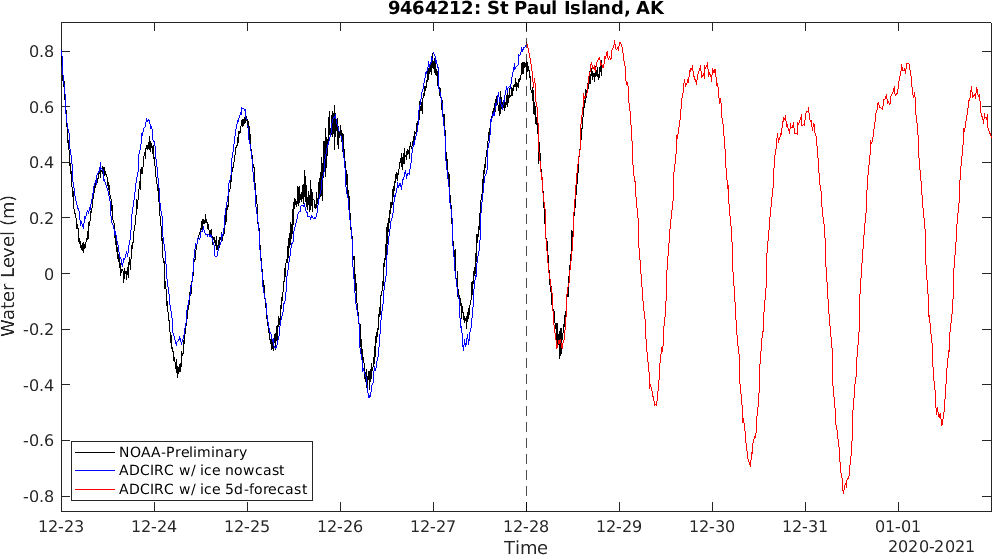 9464212: St Paul Island, AK
Water Level (m)
0.8
0.6
0.4
0.2
0
-0.2
-0.4
-0.6
-0.8
NOAA-Preliminary
ADCIRC w/ ice nowcast
ADCIRC w/ ice 5d-forecast
12-23 12-24 12-25 12-26 12-27 12-28 12-29 12-30 12-31 01-01
Time
2020-2021